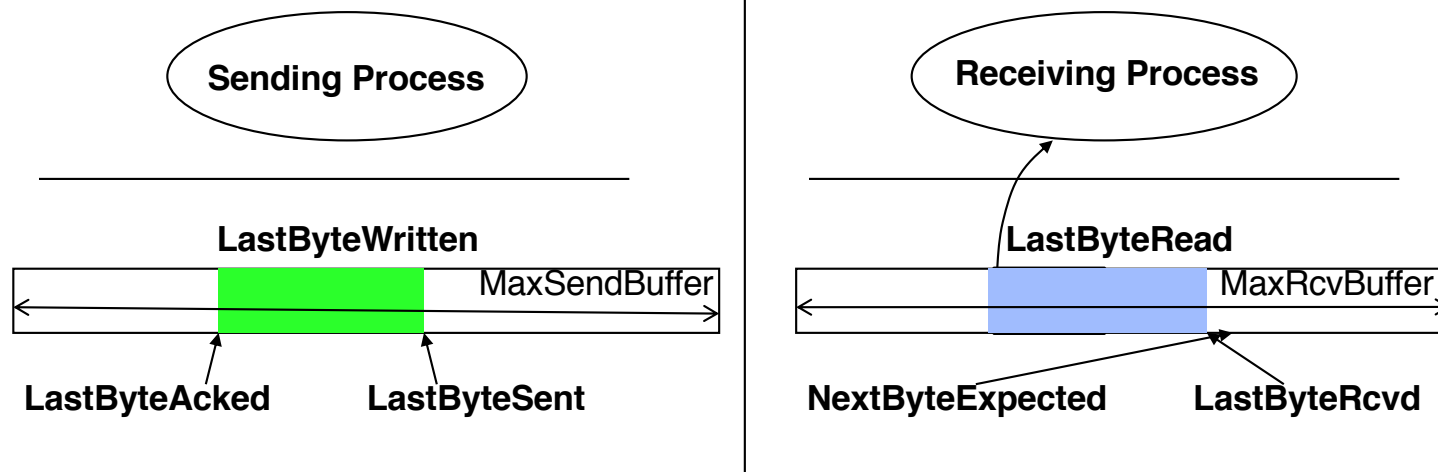 Sending Process
LastByteWritten
MaxSendBuffer
LastByteAcked
LastByteSent
Receiving Process
LastByteRead
MaxRcvBuffer
NextByteExpected
LastByteRcvd